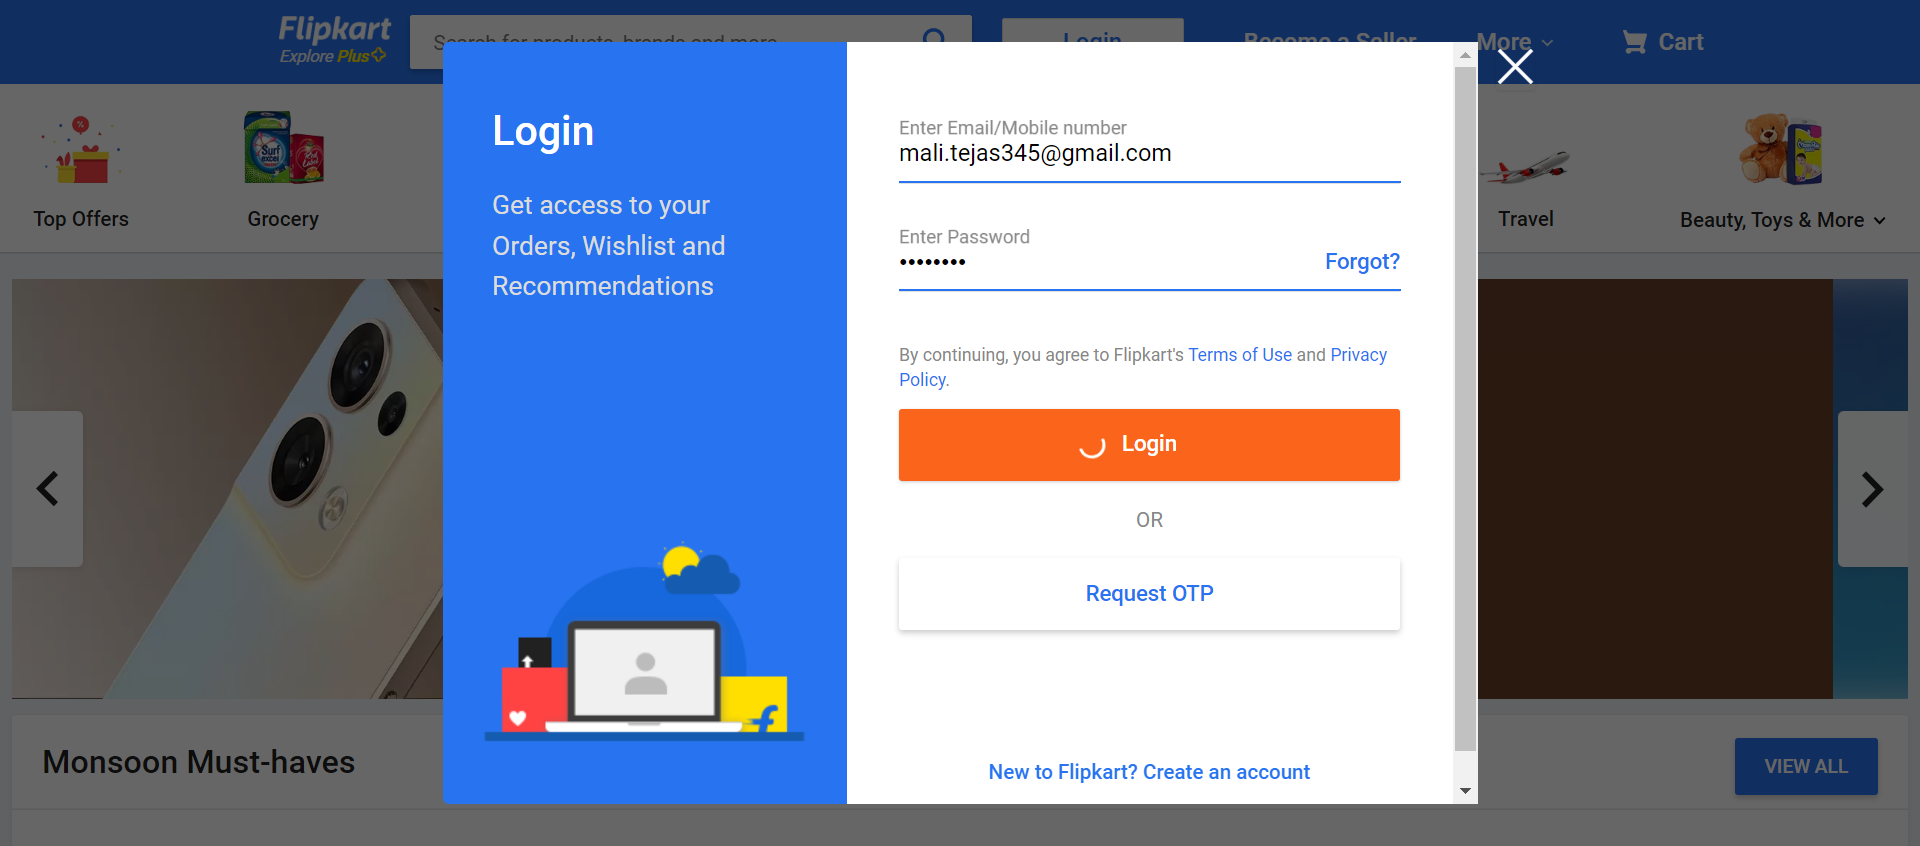 Flipkart
Explore Plus
Search for products, brands and more
Login
Become a Seller
More
Cart
Top Offers
Grocery
Travel
Beauty, Toys & More
Login
Get access to your
Orders, Wishlist and
Recommendations
Enter Email/Mobile number
mali.tejas345@gmail.com
Enter Password
Forgot?
By continuing, you agree to Flipkart's Terms of Use and Privacy
Policy.
Login
OR
Request OTP
New to Flipkart? Create an account
Monsoon Must-haves
VIEW ALL
Surf
excel